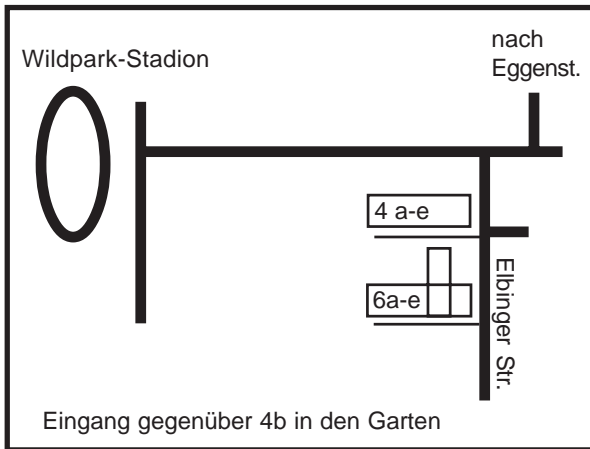 Wildpark-Stadion
nach
Eggenst.
4 a-e
6a-e
Elbinger Str.
Eingang gegenüber 4b in den Garten